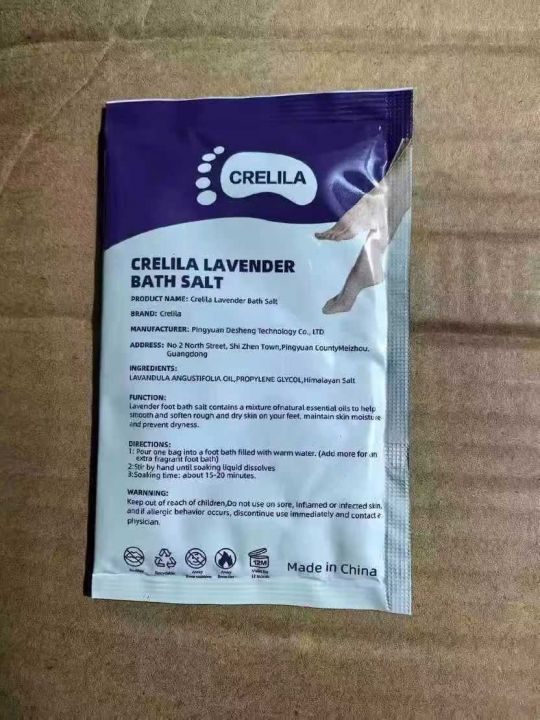 CRELILA
CRELILA LAVENDER
BATH SALT
PRODUCT NAME: Crelila Lavender Bath Salt
BRAND: Crelila
MANUFACTURER: Pingyuan Desheng Technology Co., LTD
ADDRESS: No 2 North Street, Shi Zhen Town,Pingyuan CountyMeizhou,
Guangdong
INGREDIENTS:
LAVANDULA ANGUSTIFOLIA OIL,PROPYLENE GLYCOL,Himalayan Salt
FUNCTION:
Lavender foot bath salt contains a mixture ofnatural essential oils to help
smooth and soften rough and dry skin on your feet, maintain skin moisture
and prevent dryness.
DIRECTIONS:
1: Pour one bag into a foot bath filled with warm water. (Add more for an
extra fragrant foot bath)
2:Stir by hand until soaking liquid dissolves
3:Soaking time: about 15-20 minutes.
WARNNING:
Keep out of reach of children,Do not use on sore, inflamed or infected skin,
and if allergic behavior occurs, discontinue use immediately and contact a
physician.
12M
Recyclable
Away
Away
12 Months
Made in China